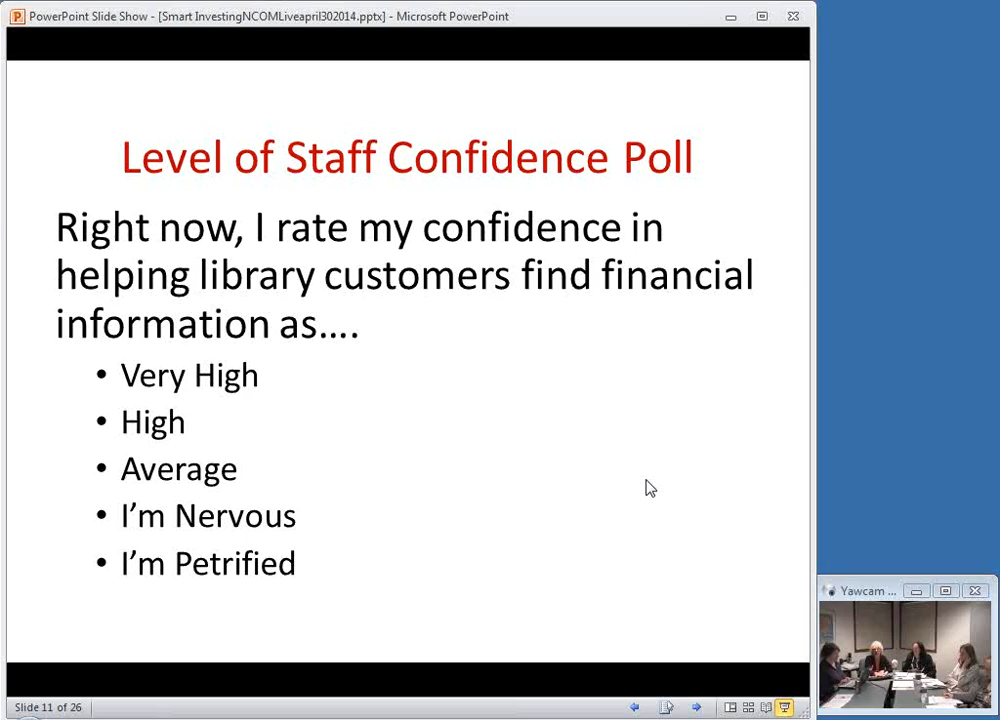 PowerPoint Slide Show - [Smart InvestingNCOMLiveapril302014.pptx] - Microsoft PowerPoint
Level of Staff Confidence Poll
Right now, I rate my confidence in
helping library customers find financial
information as....
• Very High
• High
• Average
• I'm Nervous
• I'm Petrified
Yawcam ...
Slide 11 of 26